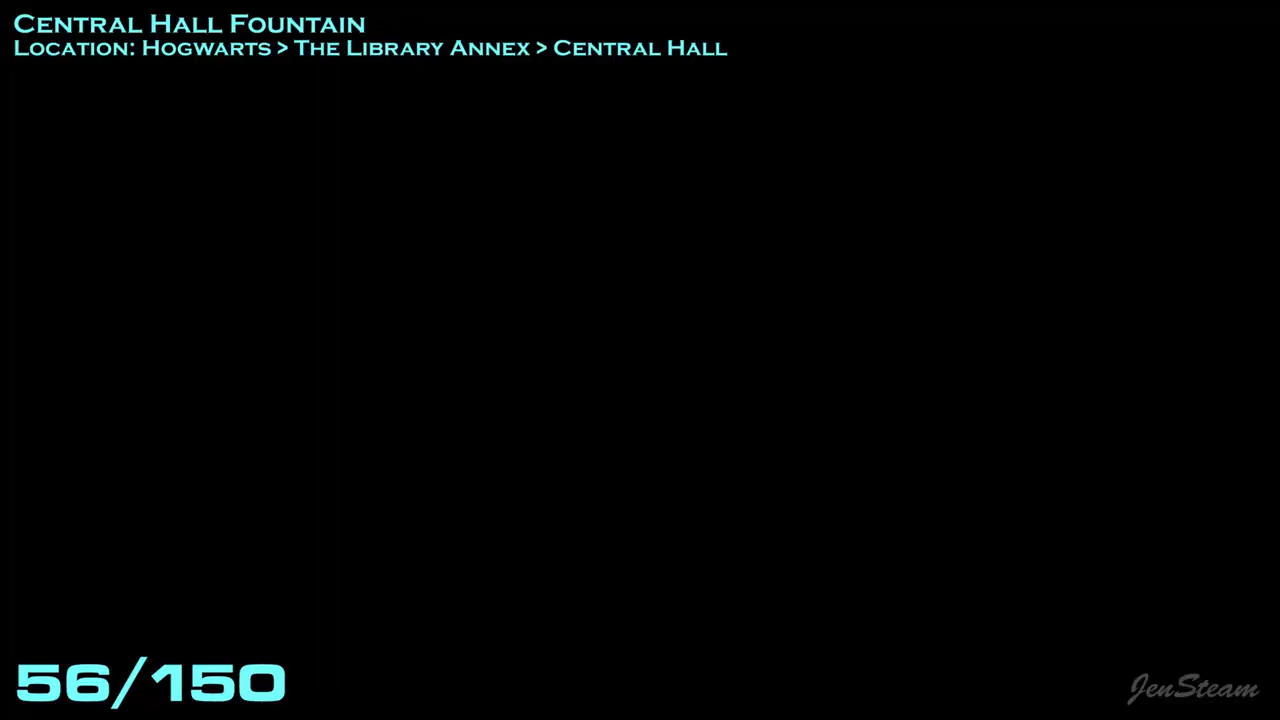 Central Hall Fountain
Location: Hogwarts > The Library Annex > Central Hall
56/150
JenSteam